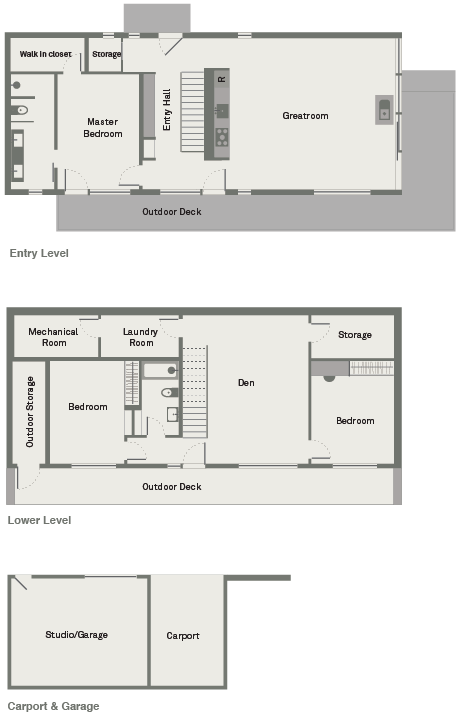 Walk in closet
Storage
R
Master
Bedroom
Entry Hall
Greatroom
Outdoor Deck
Entry Level
Mechanical
Room
Laundry
Room
Storage
Outdoor Storage
Bedroom
Den
Bedroom
Outdoor Deck
Lower Level
Studio/Garage
Carport
Carport & Garage